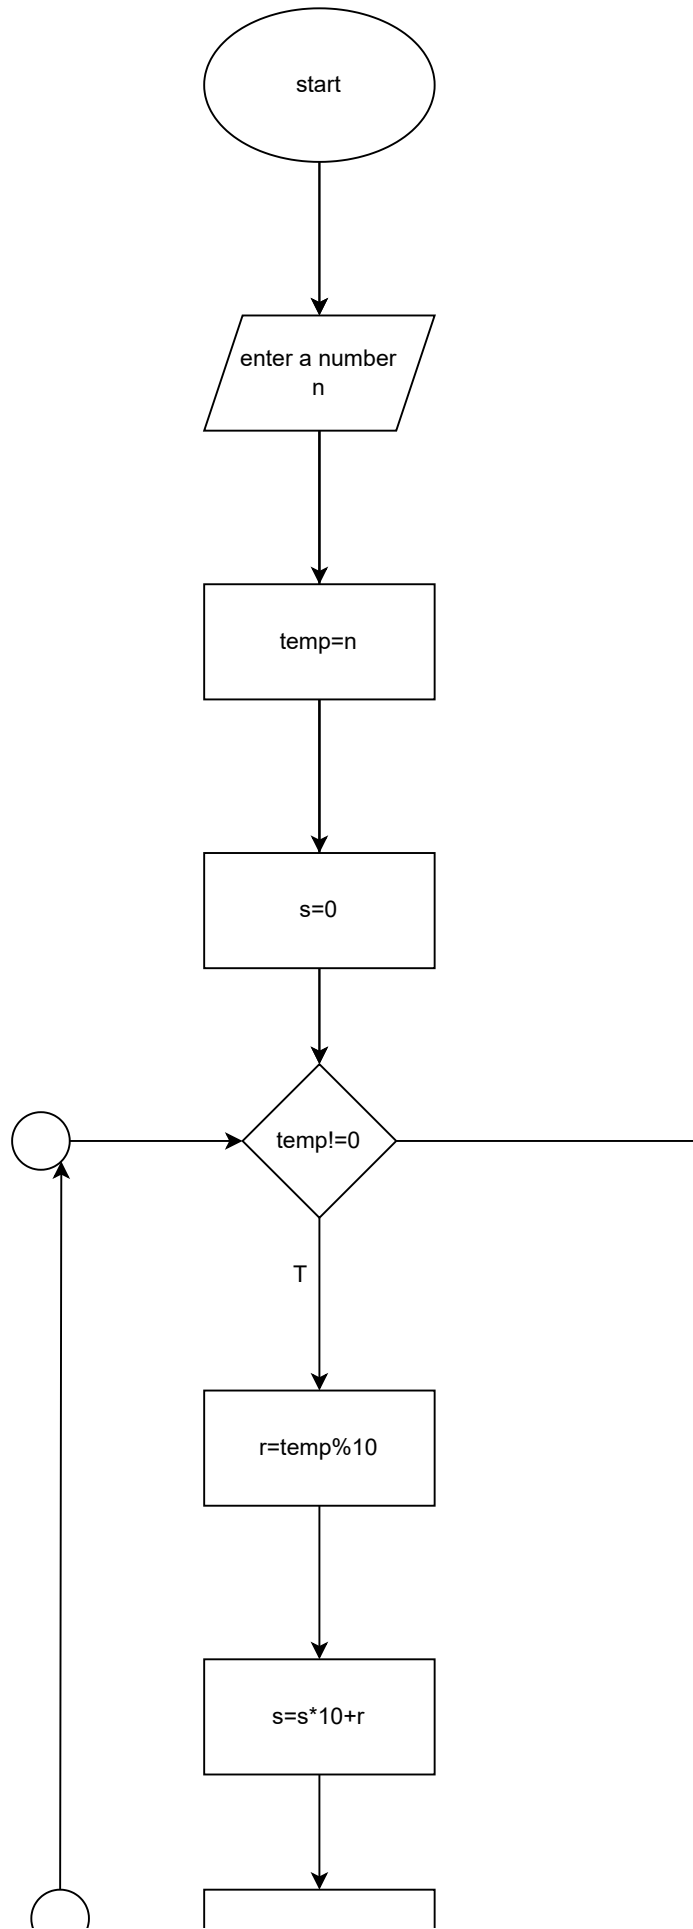 start
enter a number
n
temp=n
s=0
temp!=0
T
r=temp%10
s=s*10+r